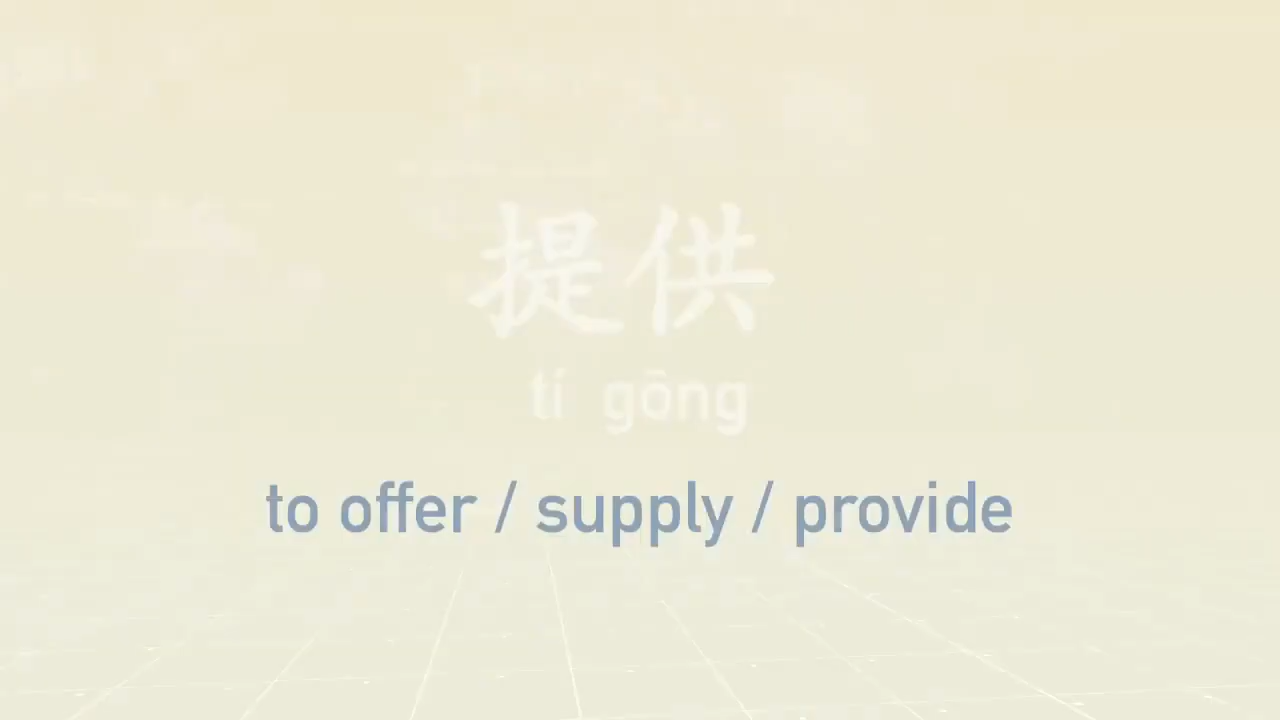 提供
tí gōng
to offer / supply / provide